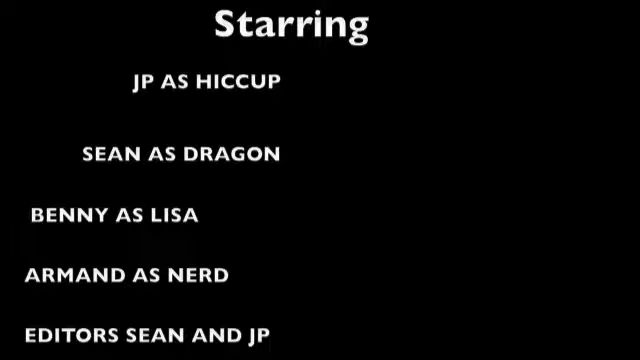 Starring
JP AS HICCUP
SEAN AS DRAGON
BENNY AS LISA
ARMAND AS NERD
EDITORS SEAN AND JP